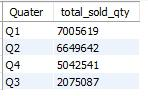 Quater total_sold_qty
Q1 7005619
Q2 6649642
Q4 5042541
Q3 2075087